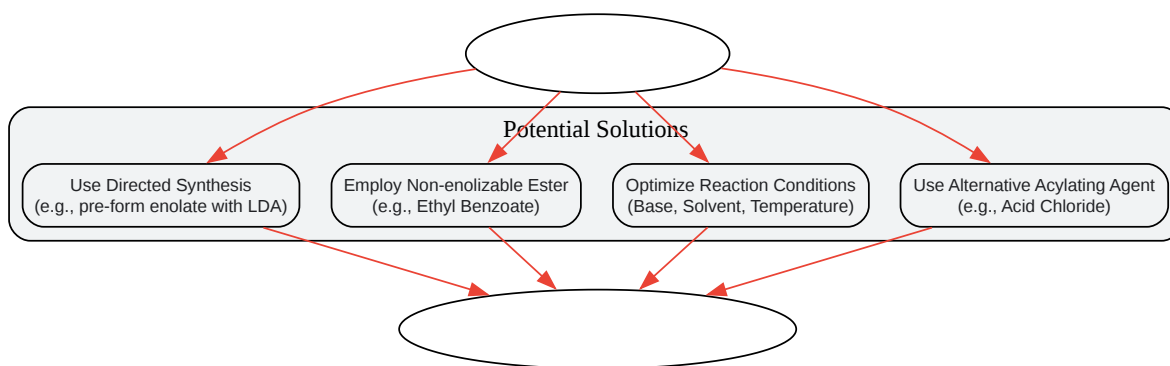 Potential Solutions
Use Directed Synthesis
(e.g., pre-form enolate with LDA)
Employ Non-enolizable Ester
(e.g., Ethyl Benzoate)
Optimize Reaction Conditions
(Base, Solvent, Temperature)
Use Alternative Acylating Agent
(e.g., Acid Chloride)